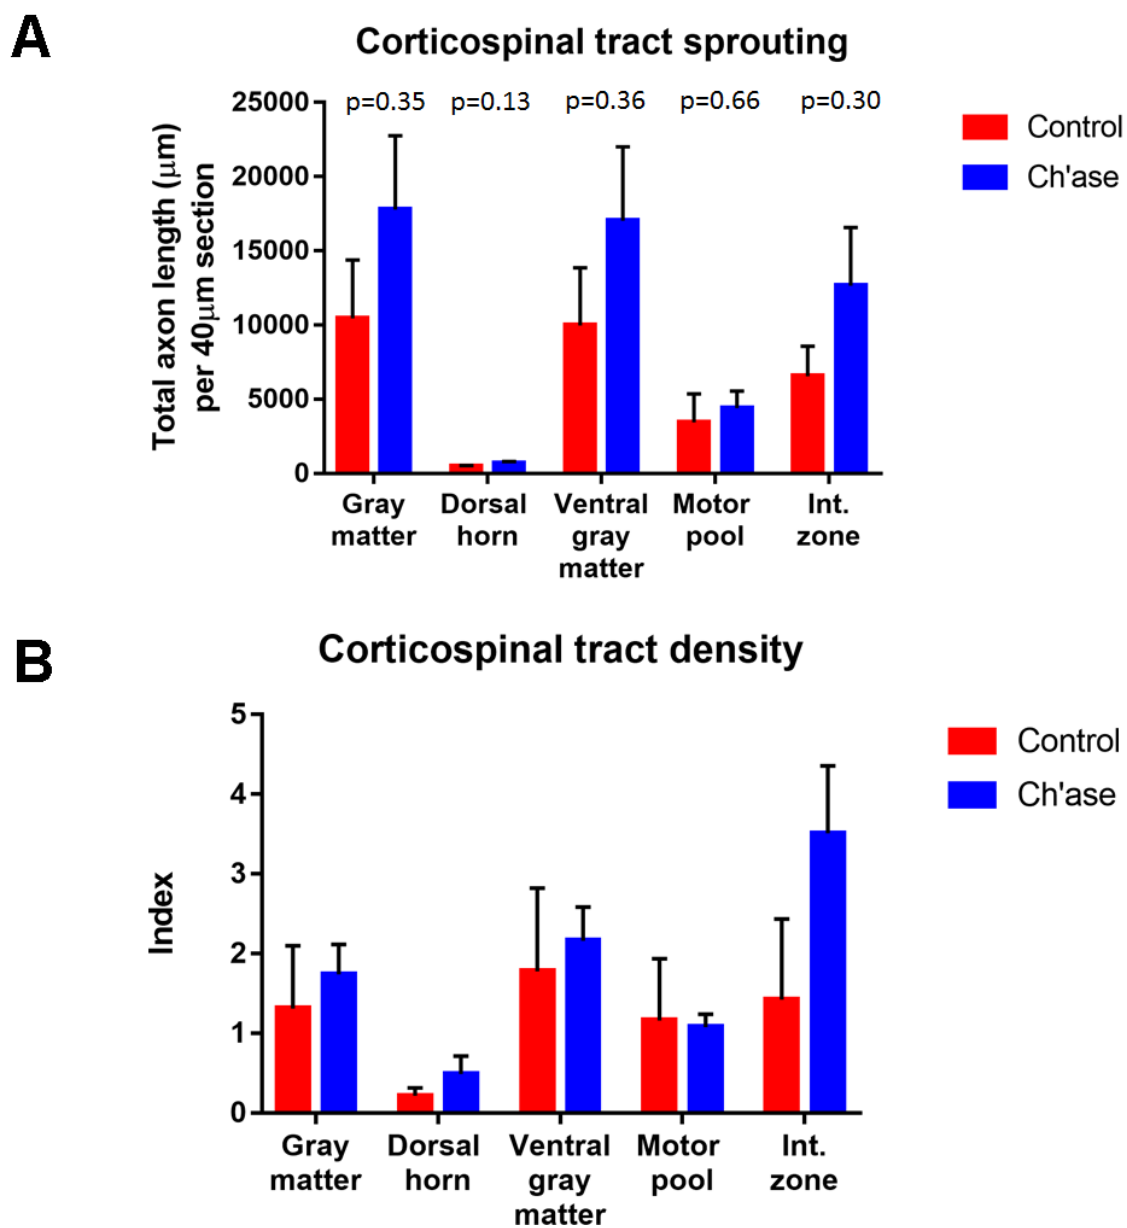 A
Corticospinal tract sprouting
p=0.35 p=0.13 p=0.36 p=0.66 p=0.30
Total axon length (μm)
per 40μm section
25000
20000
15000
10000
5000
0
Gray
matter
Dorsal
horn
Ventral
gray
matter
Motor
pool
Int.
zone
Control
Ch'ase
B
Corticospinal tract density
Index
5
4
3
2
1
0
Gray
matter
Dorsal
horn
Ventral
gray
matter
Motor
pool
Int.
zone
Control
Ch'ase